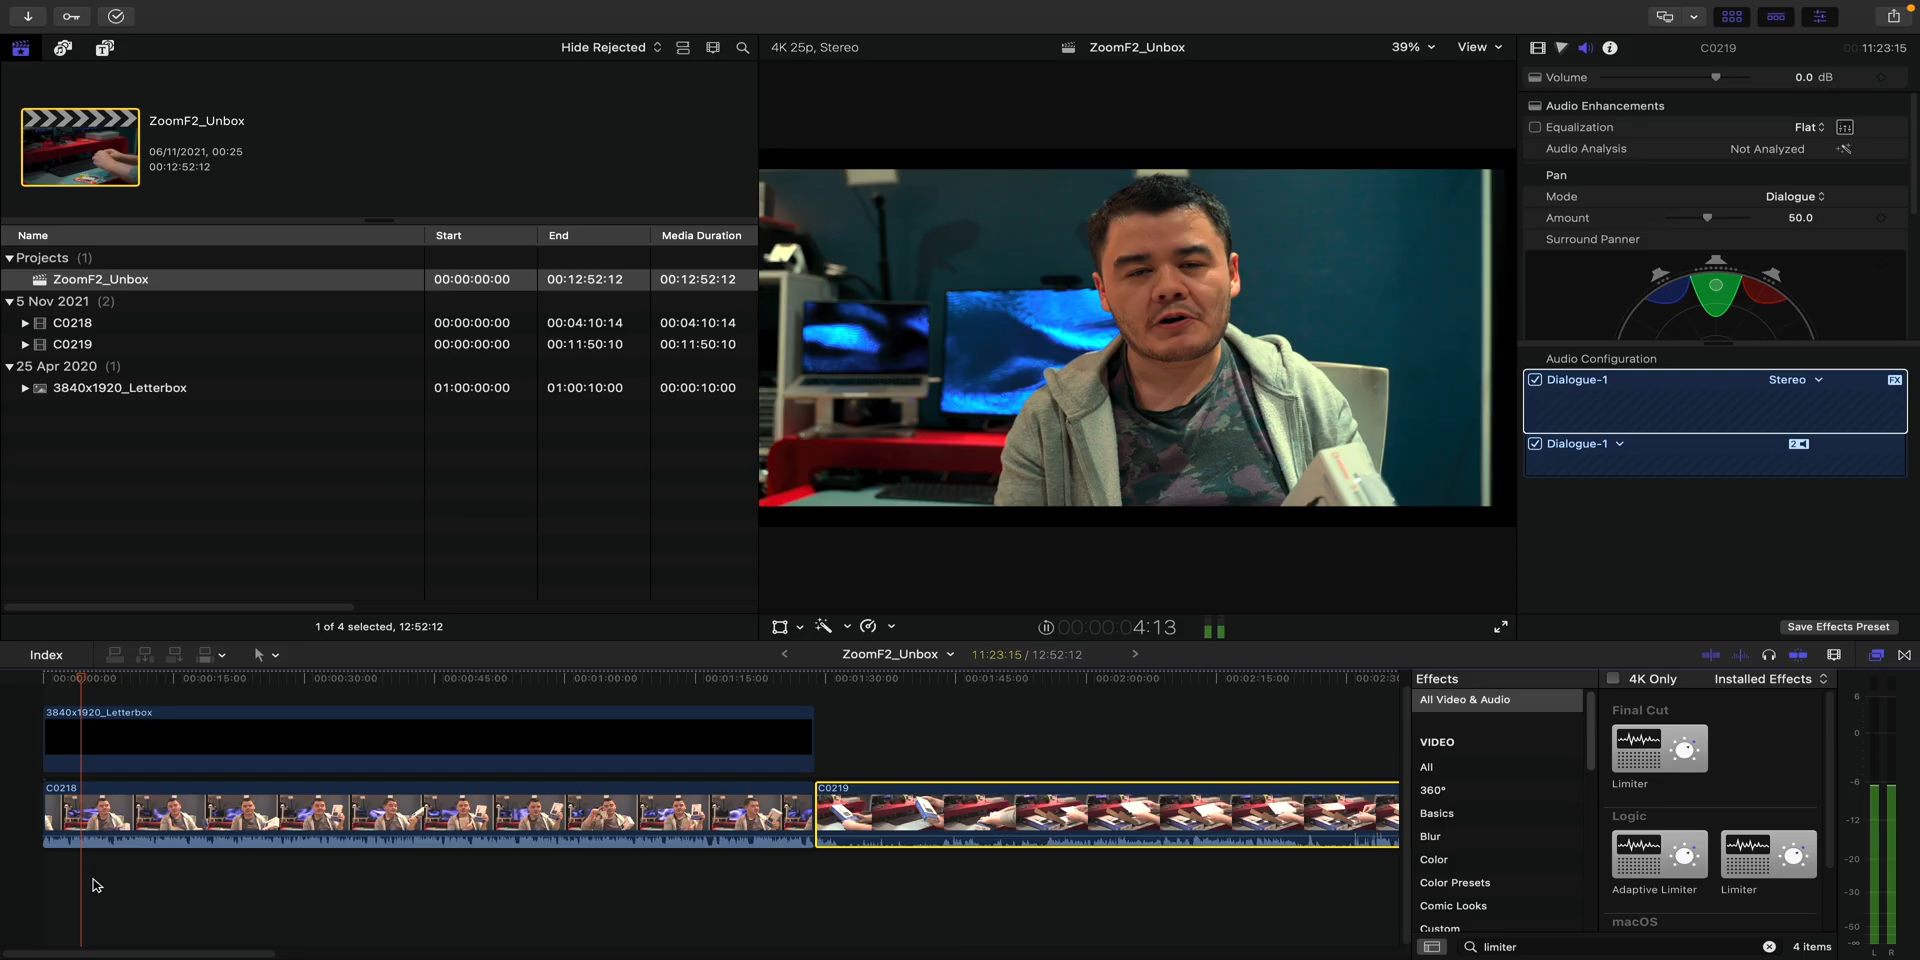 Hide Rejected
4K 25p, Stereo
ZoomF2_Unbox
39%
View
C0219
00:11:23:15
ZoomF2_Unbox
06/11/2021, 00:25
00:12:52:12
Name
Start
End
Media Duration
Projects (1)
ZoomF2_Unbox
00:00:00:00
00:12:52:12
00:12:52:12
5 Nov 2021 (2)
C0218
00:00:00:00
00:04:10:14
00:04:10:14
C0219
00:00:00:00
00:11:50:10
00:11:50:10
25 Apr 2020 (1)
3840x1920_Letterbox
01:00:00:00
01:00:10:00
00:00:10:00
1 of 4 selected, 12:52:12
00:00:04:13
Volume
0.0 dB
Audio Enhancements
Equalization
Flat
Audio Analysis
Not Analyzed
Pan
Mode
Dialogue
Amount
50.0
Surround Panner
Audio Configuration
Dialogue-1
Stereo
FX
Dialogue-1
2
Save Effects Preset
Index
ZoomF2_Unbox
11:23:15 / 12:52:12
00:00:15:00
00:00:30:00
00:00:45:00
00:01:00:00
00:01:15:00
00:01:30:00
00:01:45:00
00:02:00:00
00:02:15:00
3840x1920_Letterbox
C0218
C0219
Effects
4K Only
Installed Effects
All Video & Audio
VIDEO
All
360°
Basics
Blur
Color
Color Presets
Comic Looks
Custom
Final Cut
Limiter
Logic
Adaptive Limiter
Limiter
macOS
limiter
4 items
6
0
-6
-12
-20
-30
-50
-∞
L R